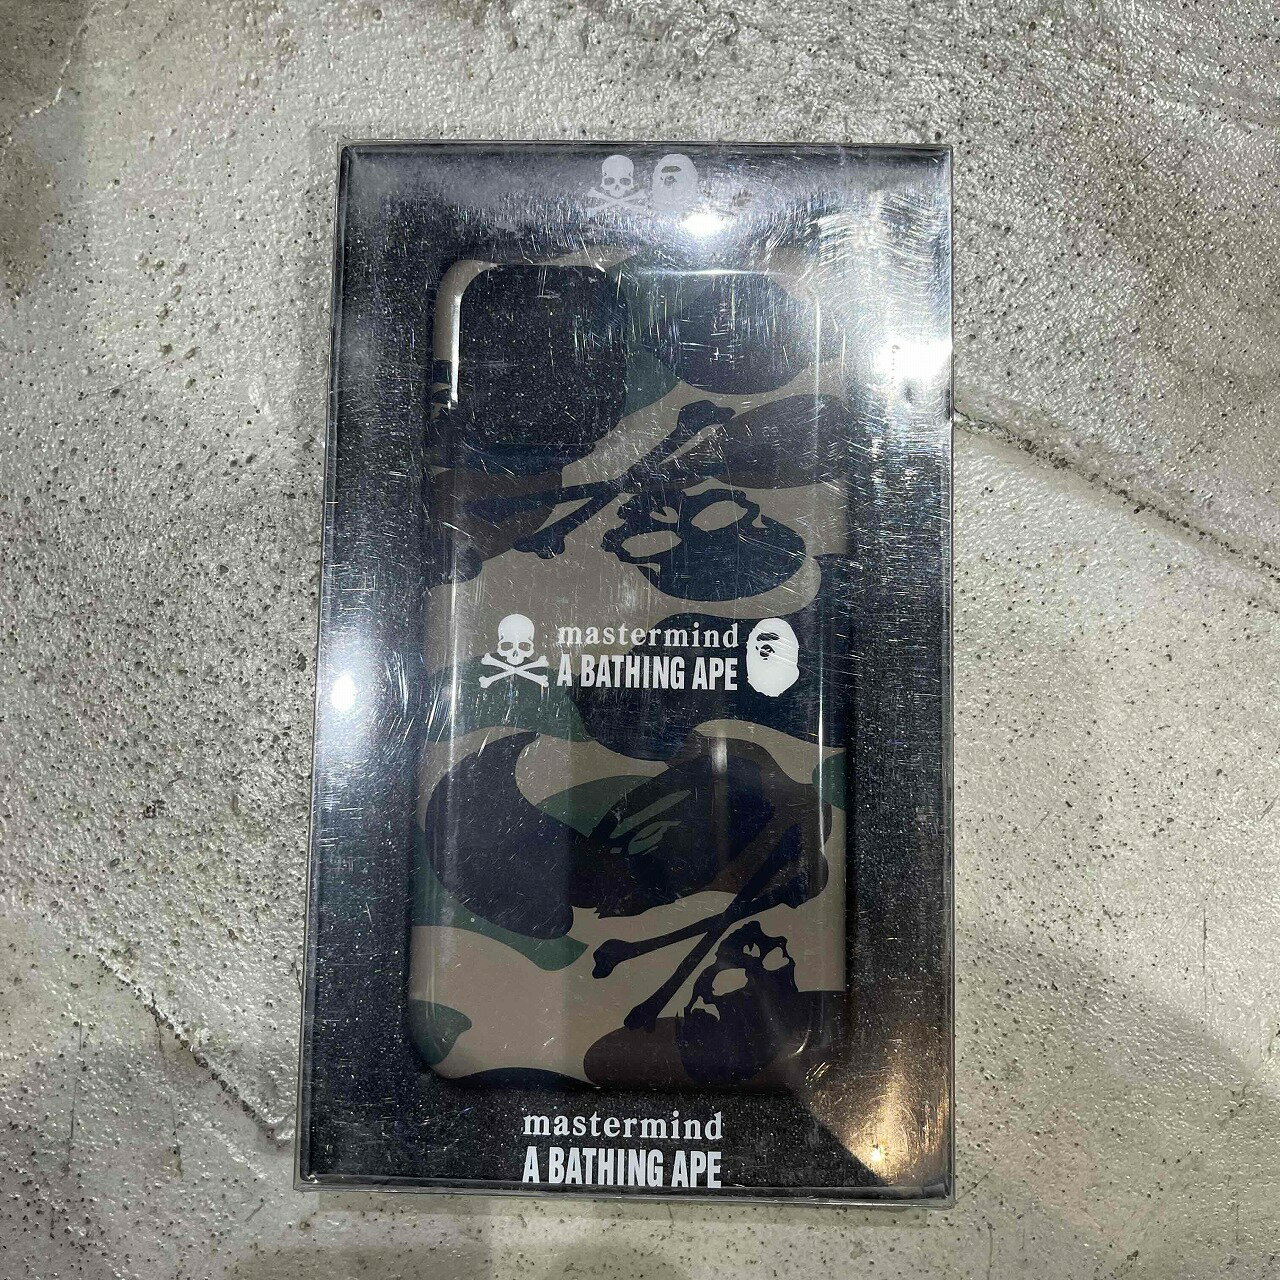 mastermind
A BATHING APE
mastermind
A BATHING APE